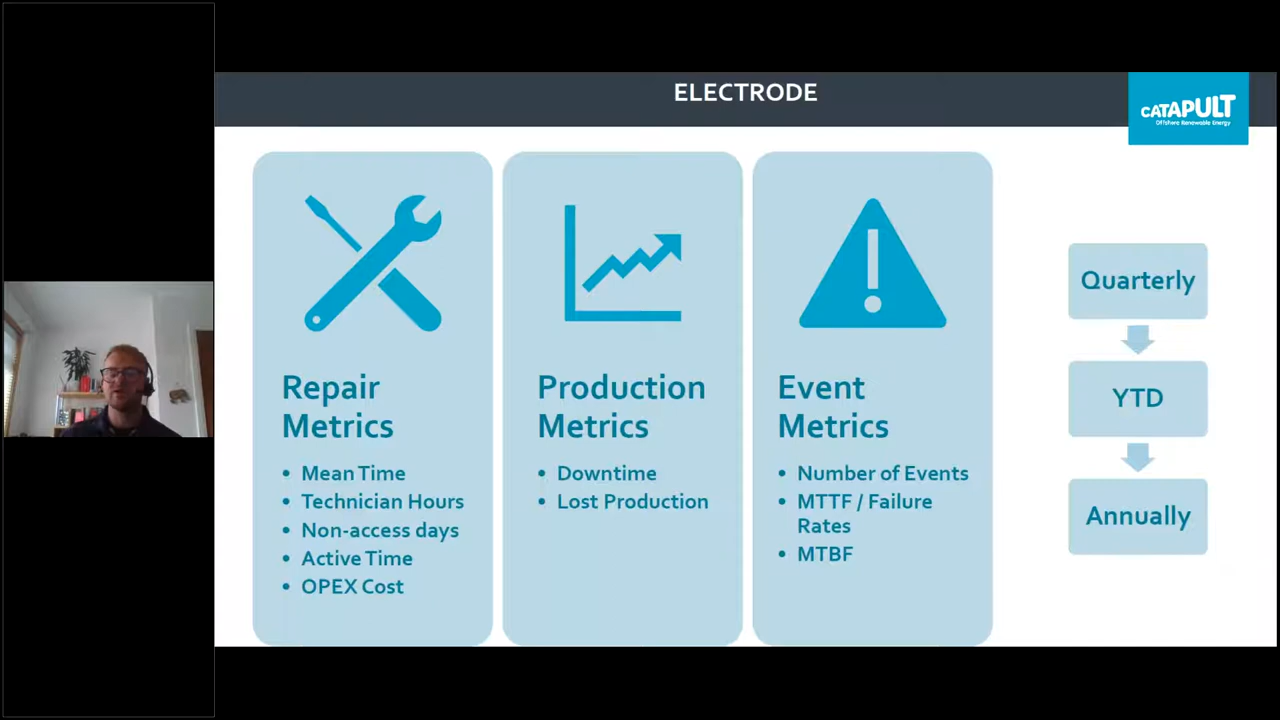 ELECTRODE
CATAPULT
Offshore Renewable Energy
Repair
Metrics
• Mean Time
• Technician Hours
• Non-access days
• Active Time
• OPEX Cost
Production
Metrics
• Downtime
• Lost Production
Event
Metrics
• Number of Events
• MTTF / Failure
Rates
• MTBF
Quarterly
YTD
Annually